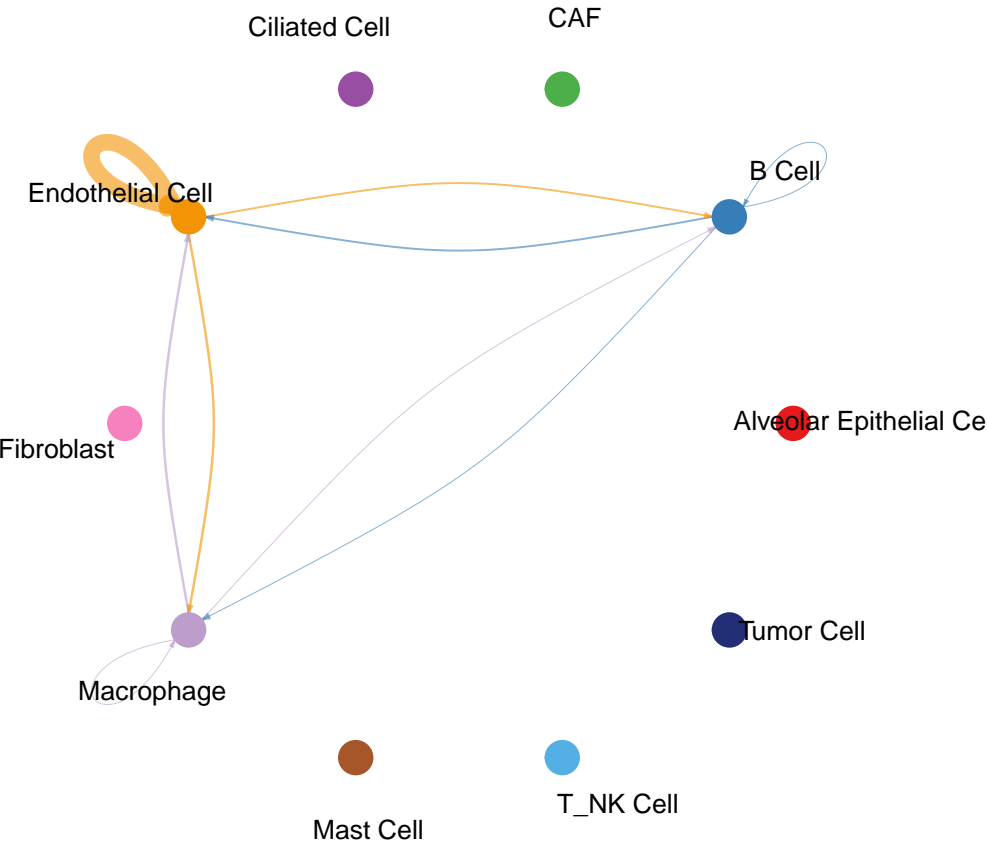 CAF
Ciliated Cell
B Cell
Endothelial Cell
Alveolar Epithelial Ce
Fibroblast
Tumor Cell
Macrophage
T_NK Cell
Mast Cell